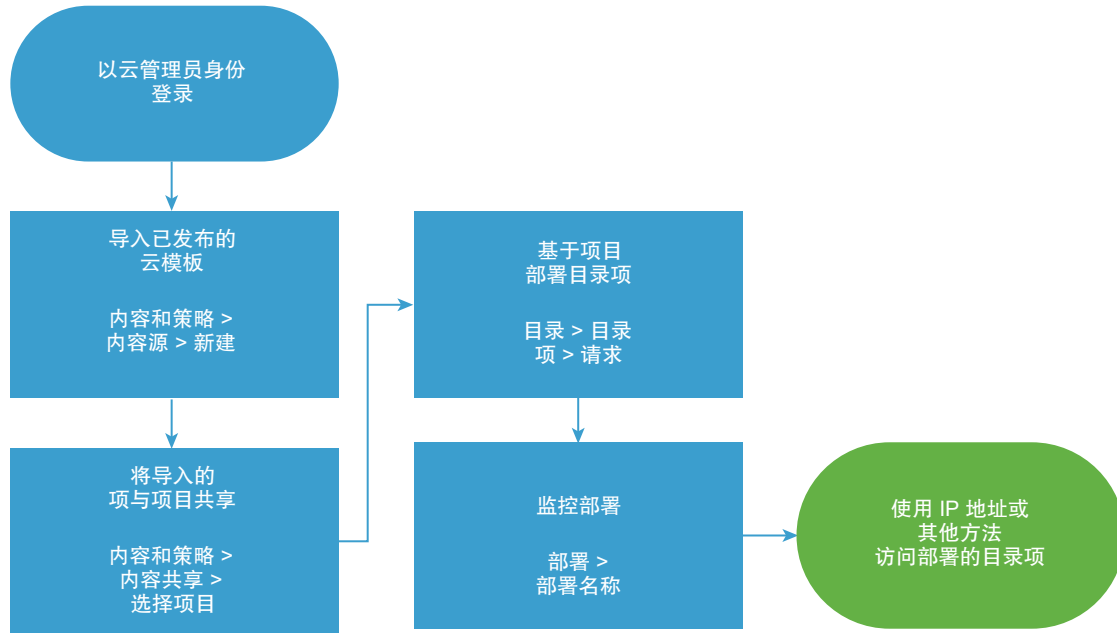 以云管理员身份
登录
导入已发布的
云模板
内容和策略 >
内容源 > 新建
将导入的
项与项目共享
内容和策略 >
内容共享 >
选择项目
基于项目
部署目录项
目录 > 目录
项 > 请求
监控部署
部署 >
部署名称
使用 IP 地址或
其他方法
访问部署的目录项